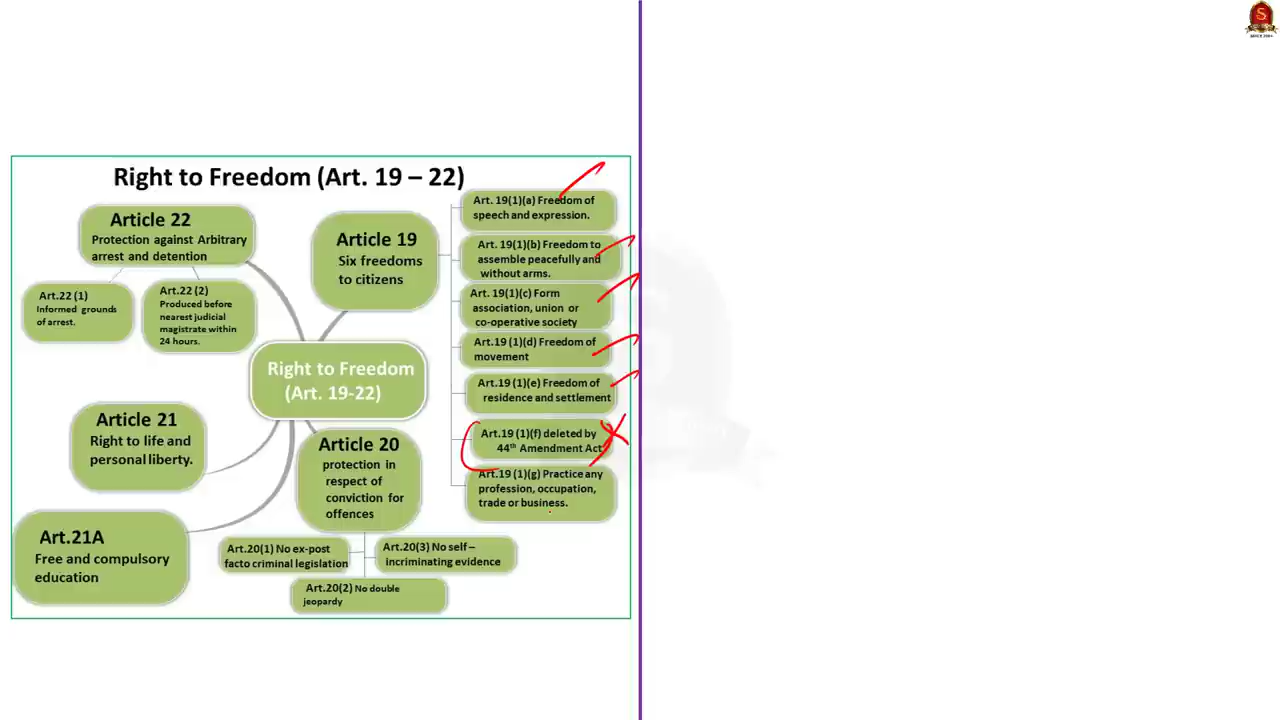 Right to Freedom (Art. 19 – 22)
Article 22
Protection against Arbitrary
arrest and detention
Art.22 (1)
Informed grounds
of arrest.
Art.22 (2)
Produced before
nearest judicial
magistrate within
24 hours.
Article 19
Six freedoms
to citizens
Art. 19(1)(a) Freedom of
speech and expression.
Art. 19(1)(b) Freedom to
assemble peacefully and
without arms.
Art. 19(1)(c) Form
association, union or
co-operative society
Art.19 (1)(d) Freedom of
movement
Art.19 (1)(e) Freedom of
residence and settlement
Art.19 (1)(f) deleted by
44th Amendment Act
Art.19 (1)(g) Practice any
profession, occupation,
trade or business.
Right to Freedom
(Art. 19-22)
Article 21
Right to life and
personal liberty.
Article 20
protection in
respect of
conviction for
offences
Art.21A
Free and compulsory
education
Art.20(1) No ex-post
facto criminal legislation
Art.20(3) No self –
incriminating evidence
Art.20(2) No double
jeopardy
S
SINCE 2004